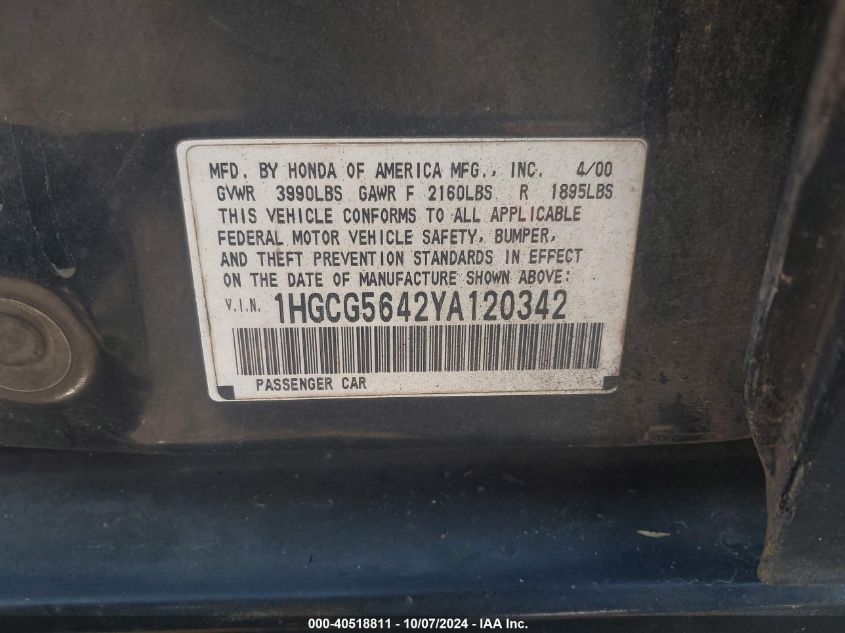 MFD. BY HONDA OF AMERICA MFG., INC. 4/00
GVWR 3990LBS GAWR F 2160LBS R 1895LBS
THIS VEHICLE CONFORMS TO ALL APPLICABLE
FEDERAL MOTOR VEHICLE SAFETY, BUMPER,
AND THEFT PREVENTION STANDARDS IN EFFECT
ON THE DATE OF MANUFACTURE SHOWN ABOVE:
V.I.N. 1HGCG5642YA120342
PASSENGER CAR
000-40518811 - 10/07/2024 - IAA Inc.